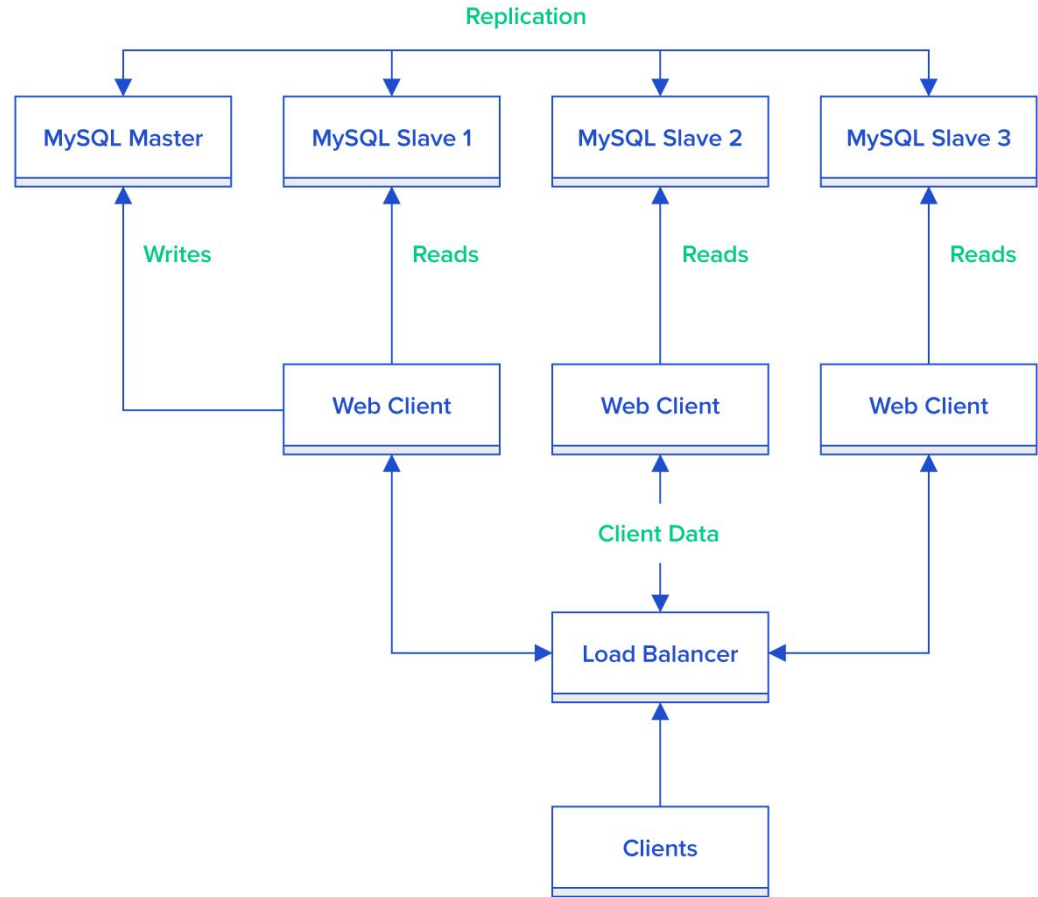 Replication
MySQL Master
MySQL Slave 1
MySQL Slave 2
MySQL Slave 3
Writes
Reads
Reads
Reads
Web Client
Web Client
Web Client
Client Data
Load Balancer
Clients